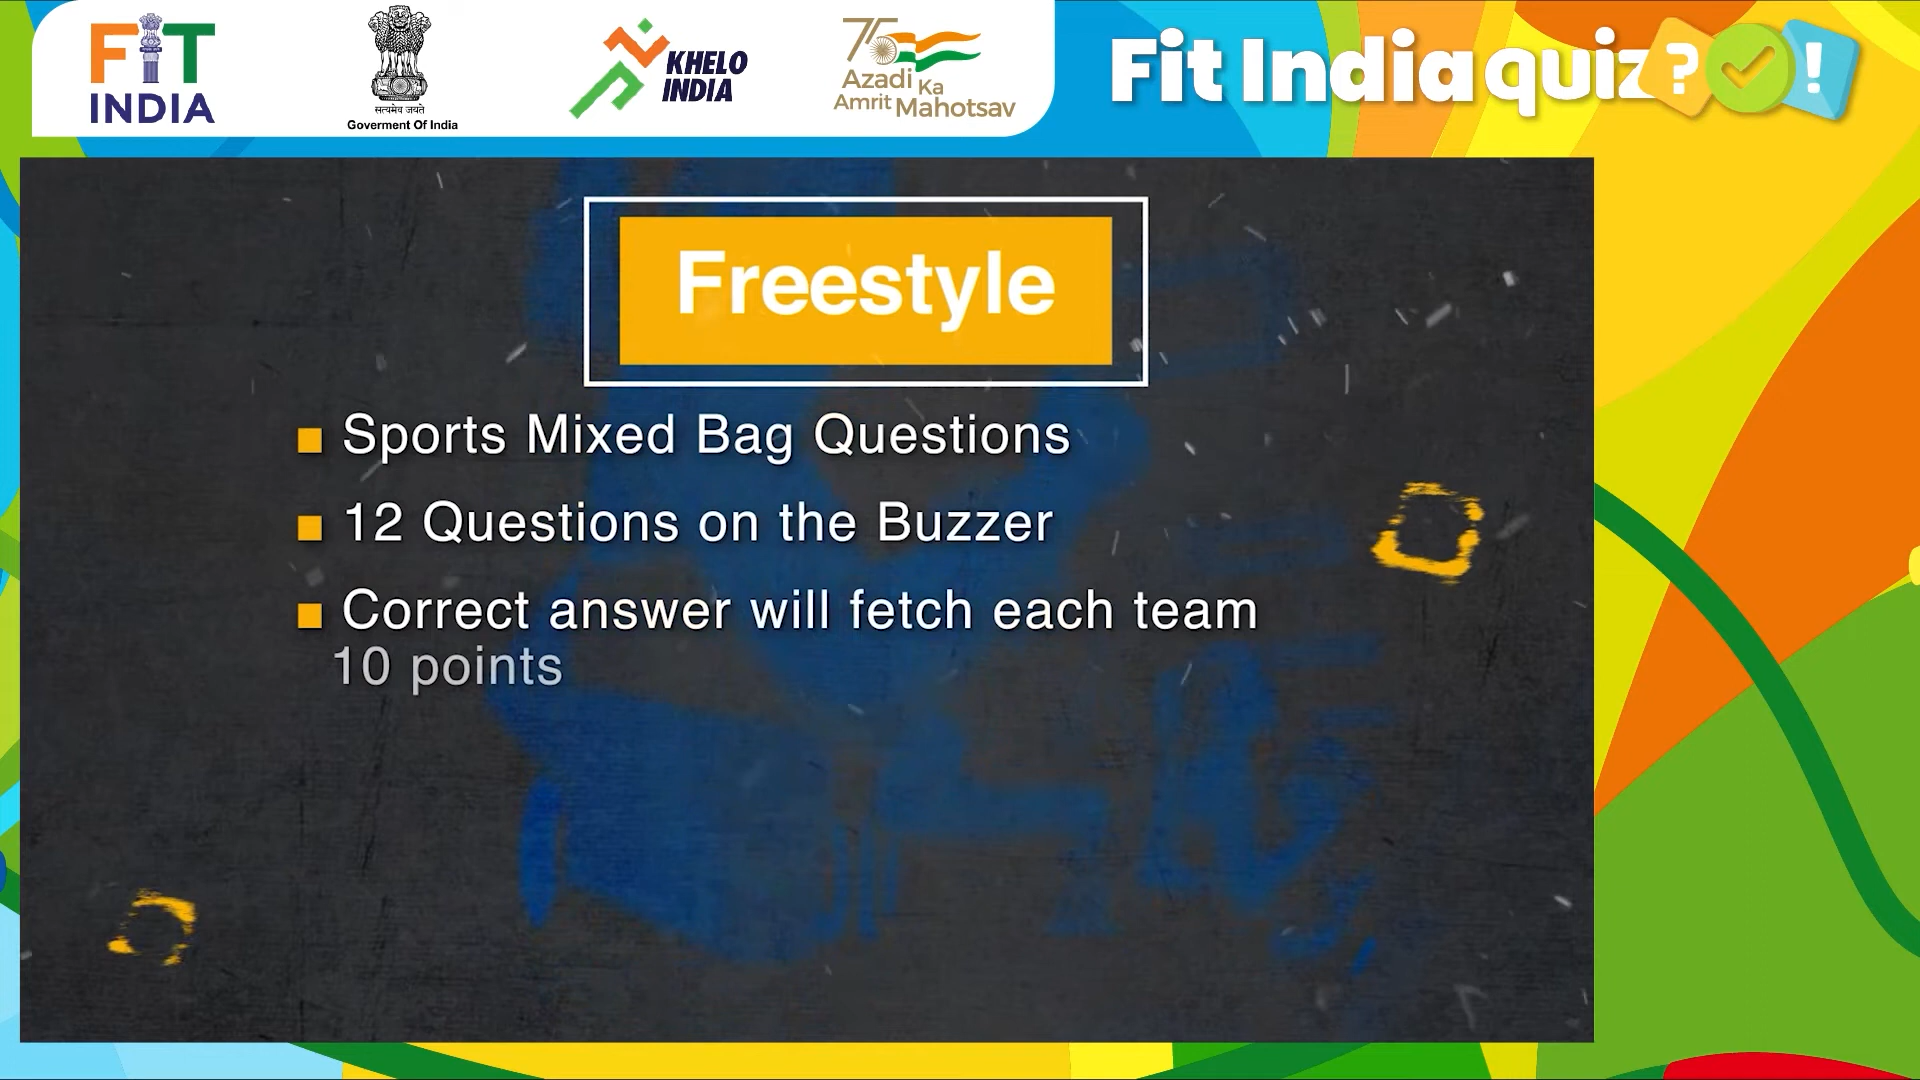 FIT
INDIA
सत्यमेव जयते
Goverment Of India
KHELO
INDIA
75
Azadi Ka
Amrit Mahotsav
Fit India quiz ? !
Freestyle
Sports Mixed Bag Questions
12 Questions on the Buzzer
Correct answer will fetch each team
10 points